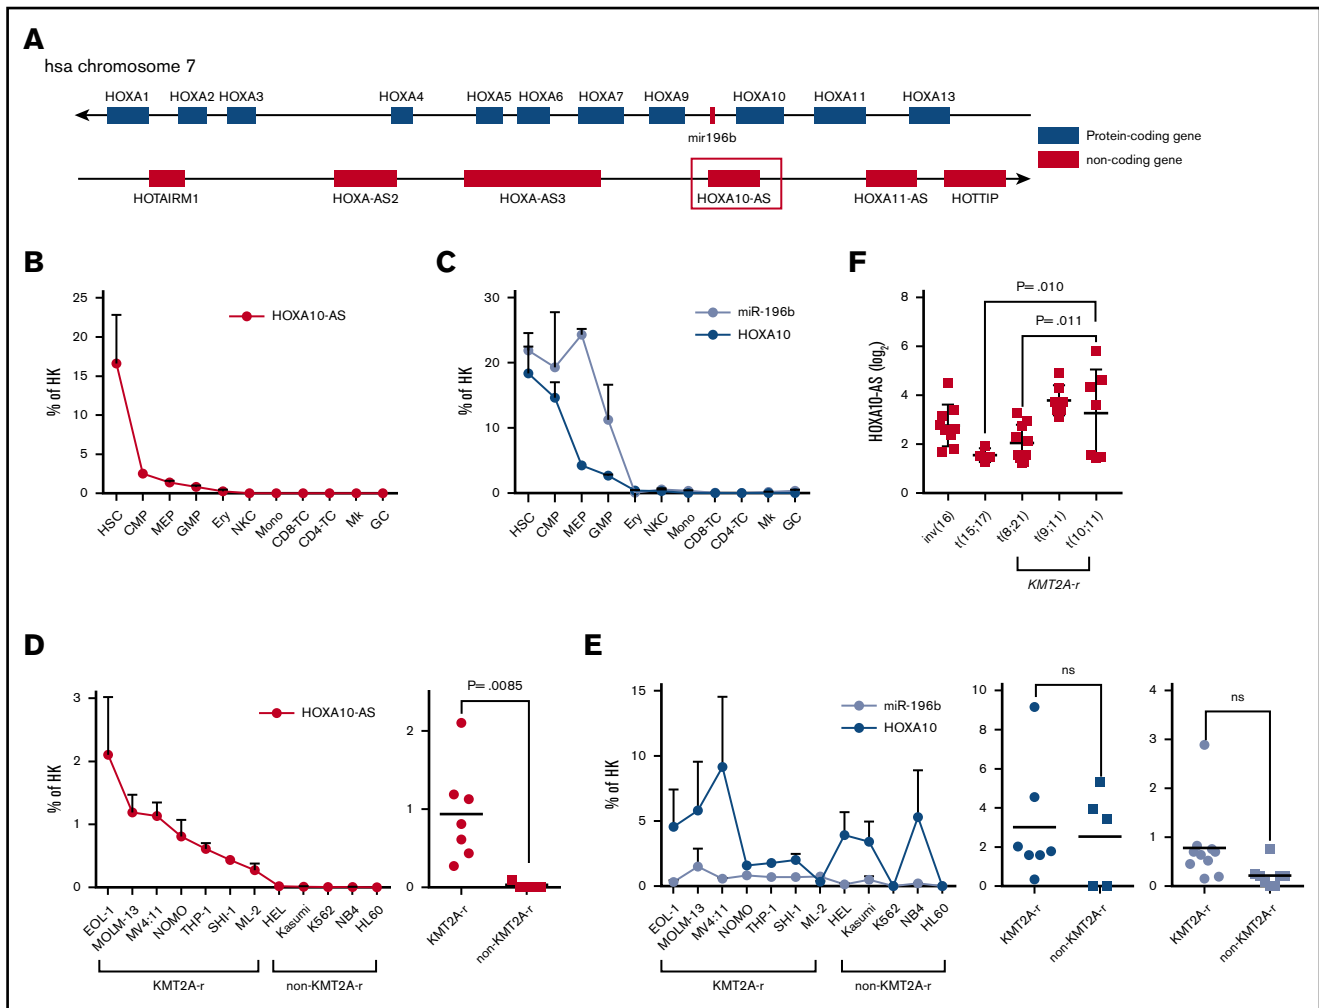 A
hsa chromosome 7
HOXA1 HOXA2 HOXA3 HOXA4 HOXA5 HOXA6 HOXA7 HOXA9 HOXA10 HOXA11 HOXA13
mir196b
Protein-coding gene
non-coding gene
HOTAIRM1 HOXA-AS2 HOXA-AS3 HOXA10-AS HOXA11-AS HOTTIP
B
% of HK
25
20
15
10
5
0
HOXA10-AS
HSC CMP MEP GMP Ery NKC Mono CD8-TC CD4-TC Mk GC
C
% of HK
30
20
10
0
miR-196b
HOXA10
HSC CMP MEP GMP Ery NKC Mono CD8-TC CD4-TC Mk GC
F
HOXA10-AS (log2)
8
6
4
2
0
P= .010
P= .011
inv(16) t(15;17) t(8;21) t(9;11) t(10;11)
KMT2A-r
D
% of HK
3
2
1
0
HOXA10-AS
EOL-1 MOLM-13 MV4:11 NOMO THP-1 SHI-1 ML-2 HEL Kasumi K562 NB4 HL60
KMT2A-r non-KMT2A-r
P= .0085
2
1
0
KMT2A-r non-KMT2A-r
E
% of HK
15
10
5
0
miR-196b
HOXA10
EOL-1 MOLM-13 MV4:11 NOMO THP-1 SHI-1 ML-2 HEL Kasumi K562 NB4 HL60
KMT2A-r non-KMT2A-r
ns
10
8
6
4
2
0
KMT2A-r non-KMT2A-r
ns
4
3
2
1
0
KMT2A-r non-KMT2A-r